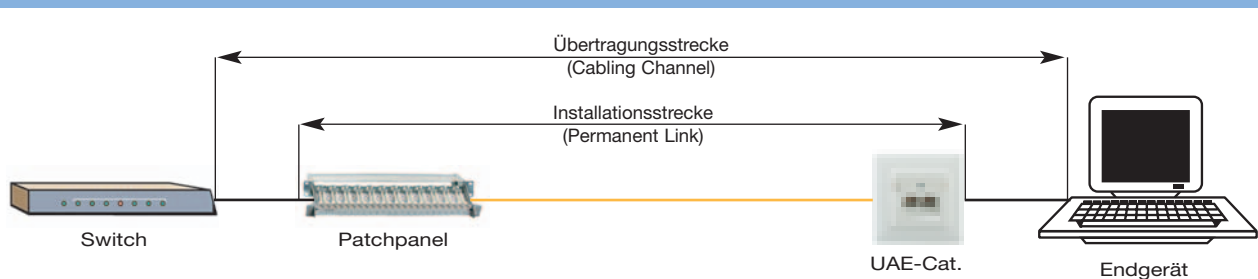 Übertragungsstrecke
(Cabling Channel)
Installationsstrecke
(Permanent Link)
Switch
Patchpanel
UAE-Cat.
Endgerät